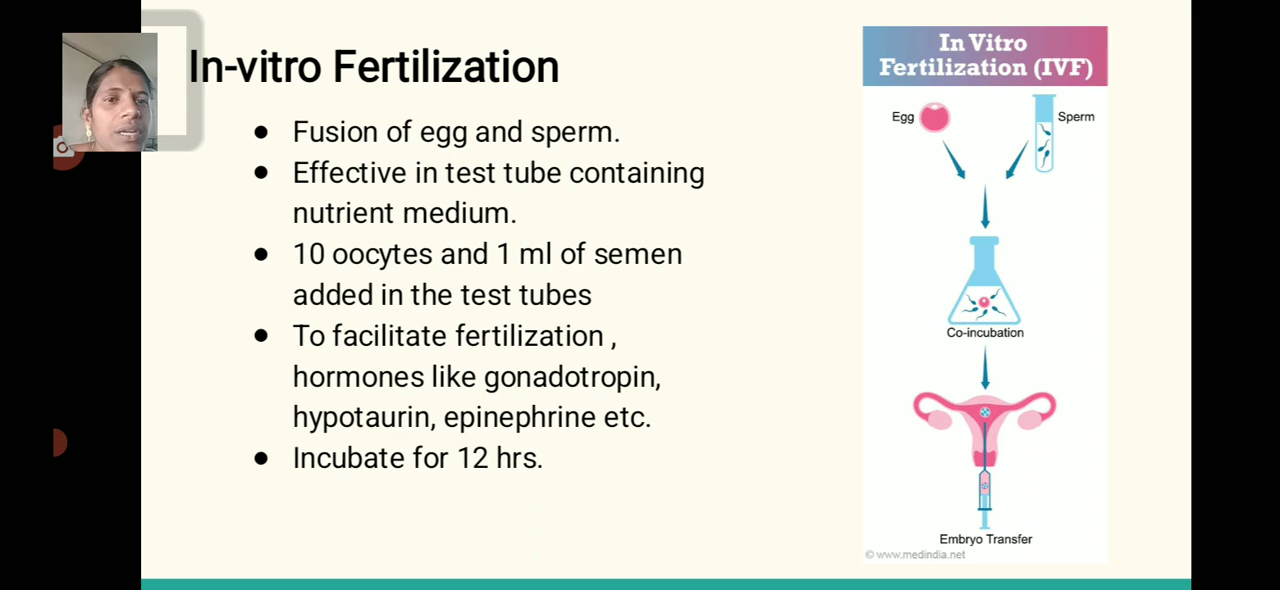 In-vitro Fertilization
● Fusion of egg and sperm.
● Effective in test tube containing
nutrient medium.
● 10 oocytes and 1 ml of semen
added in the test tubes
● To facilitate fertilization ,
hormones like gonadotropin,
hypotaurin, epinephrine etc.
● Incubate for 12 hrs.
In Vitro
Fertilization (IVF)
Egg
Sperm
Co-incubation
Embryo Transfer
© www.medindia.net